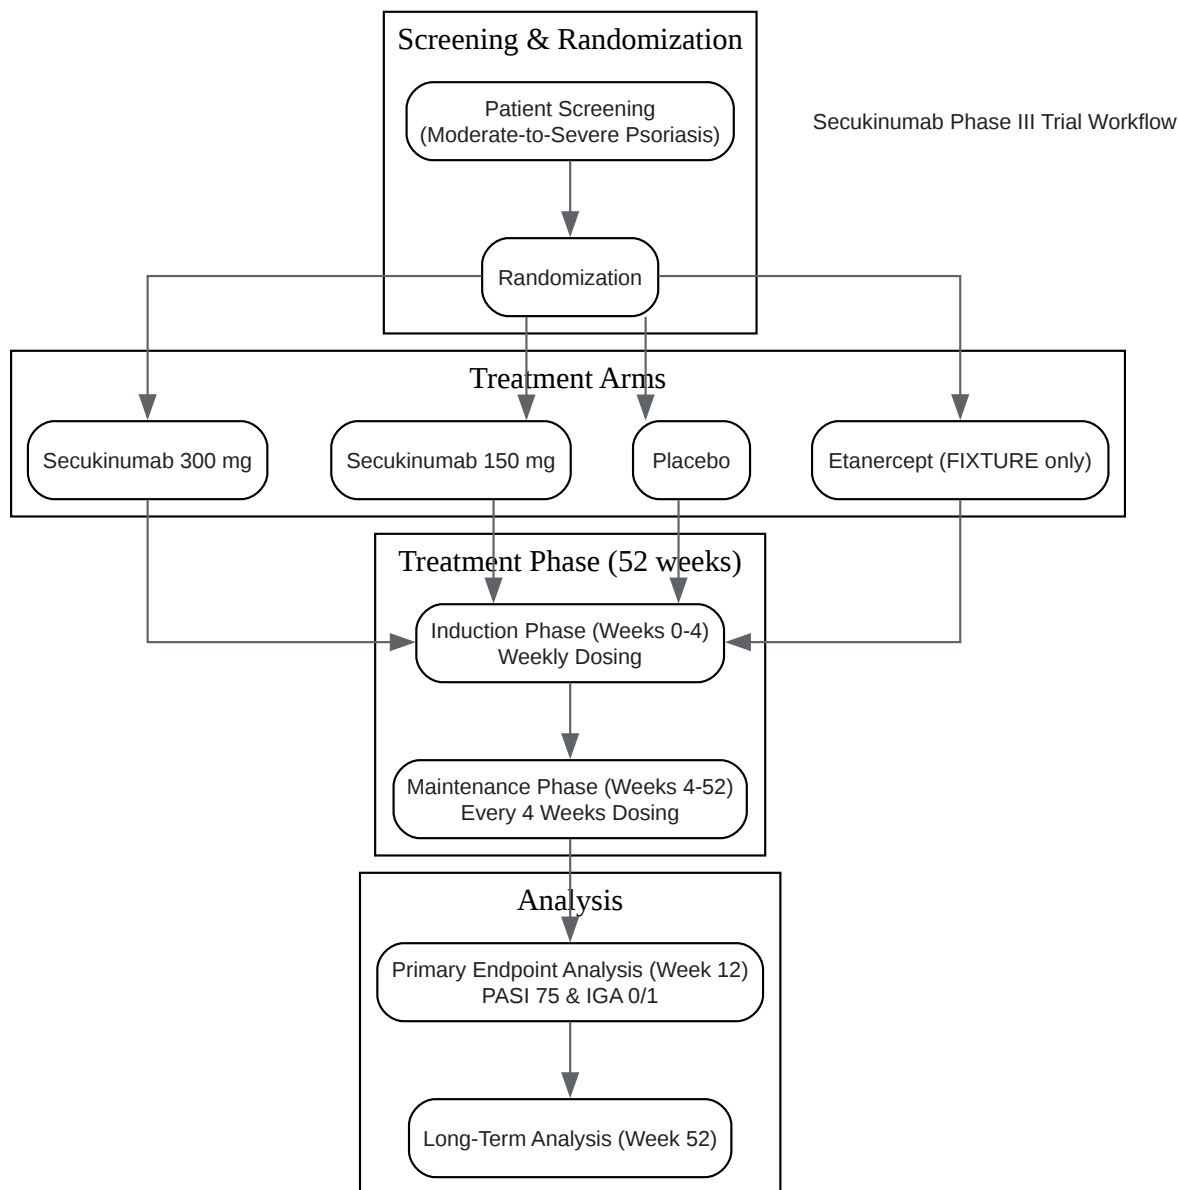 Screening & Randomization
Patient Screening
(Moderate-to-Severe Psoriasis)
Secukinumab Phase III Trial Workflow
Randomization
Treatment Arms
Secukinumab 300 mg
Secukinumab 150 mg
Placebo
Etanercept (FIXTURE only)
Treatment Phase (52 weeks)
Induction Phase (Weeks 0-4)
Weekly Dosing
Maintenance Phase (Weeks 4-52)
Every 4 Weeks Dosing
Analysis
Primary Endpoint Analysis (Week 12)
PASI 75 & IGA 0/1
Long-Term Analysis (Week 52)